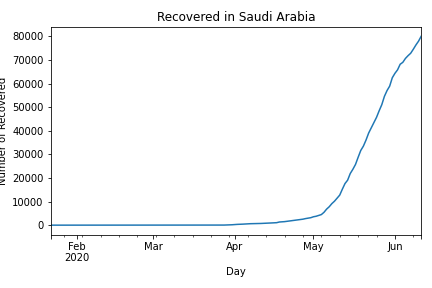 Recovered in Saudi Arabia
Number of Recovered
80000
70000
60000
50000
40000
30000
20000
10000
0
Feb
2020
Mar
Apr
May
Jun
Day